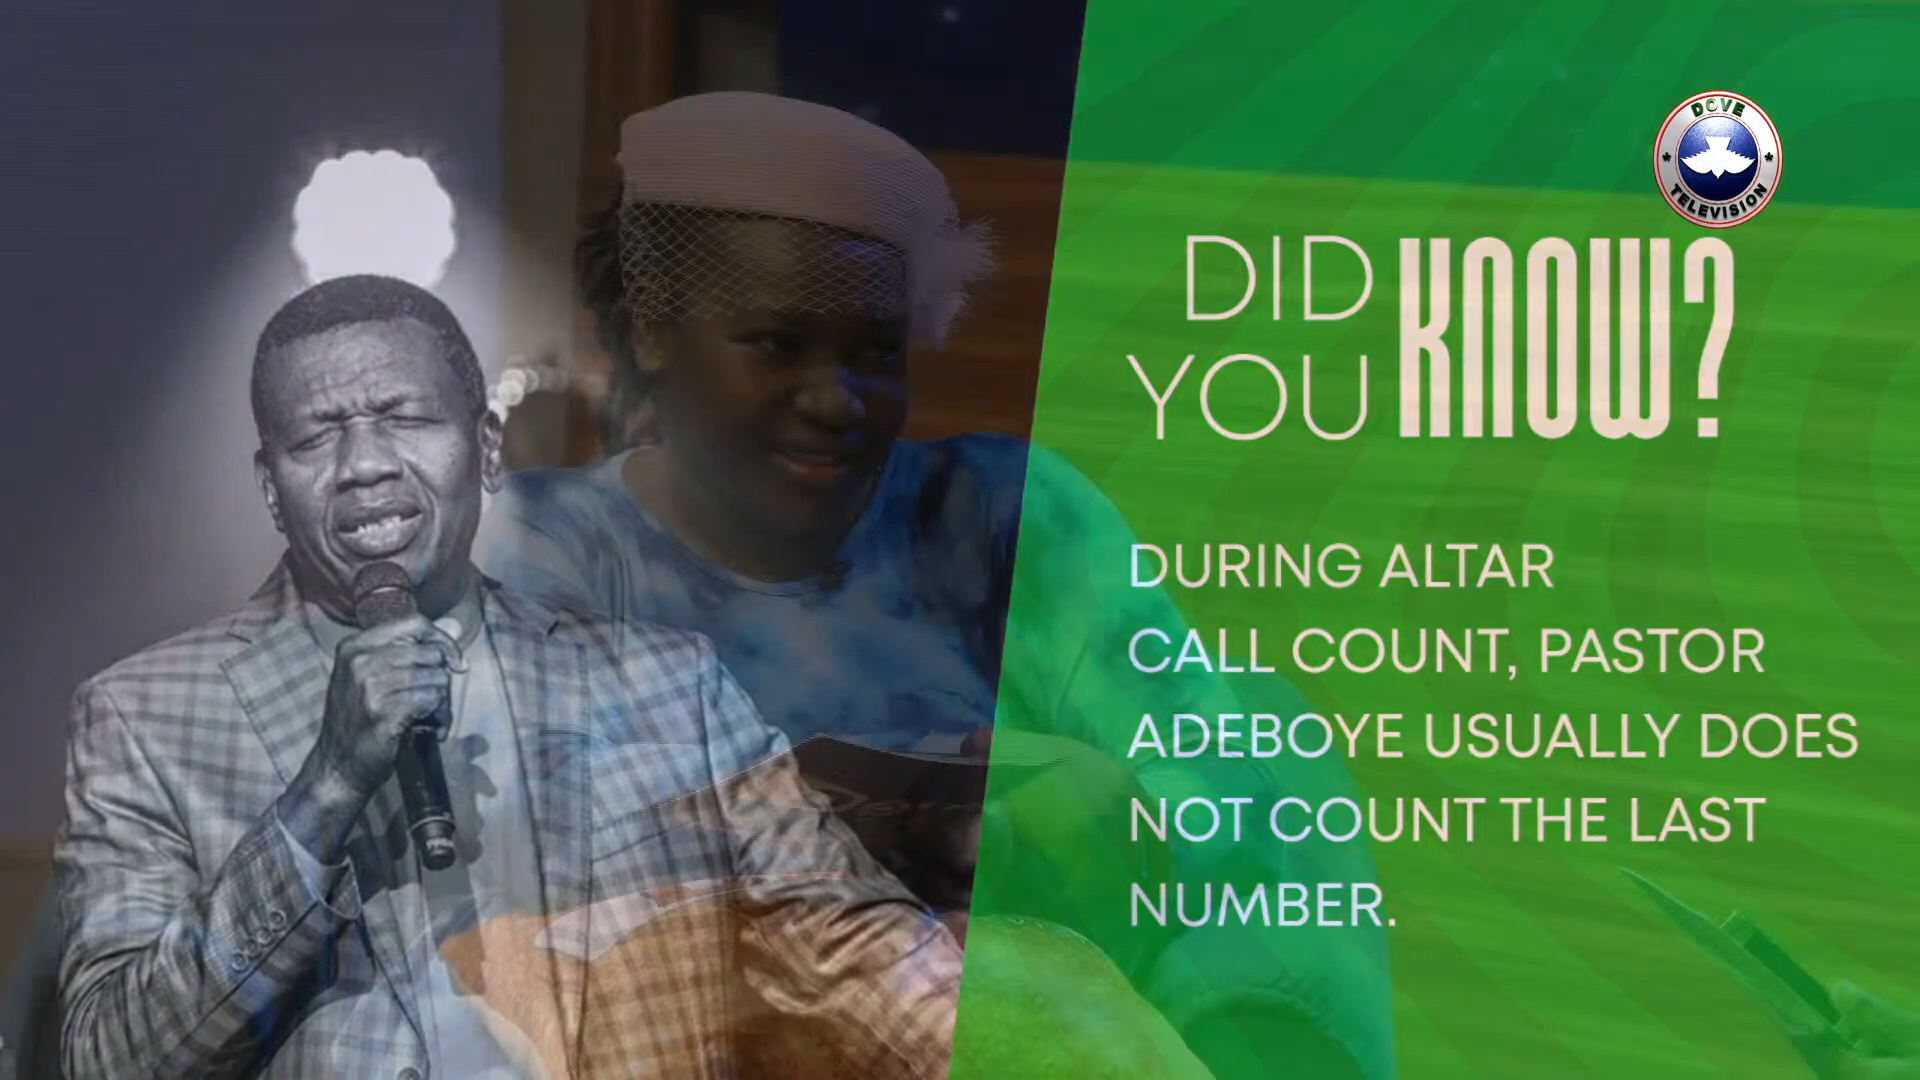 DOVE
TELEVISION
DID
YOU
KNOW?
DURING ALTAR
CALL COUNT, PASTOR
ADEBOYE USUALLY DOES
NOT COUNT THE LAST
NUMBER.